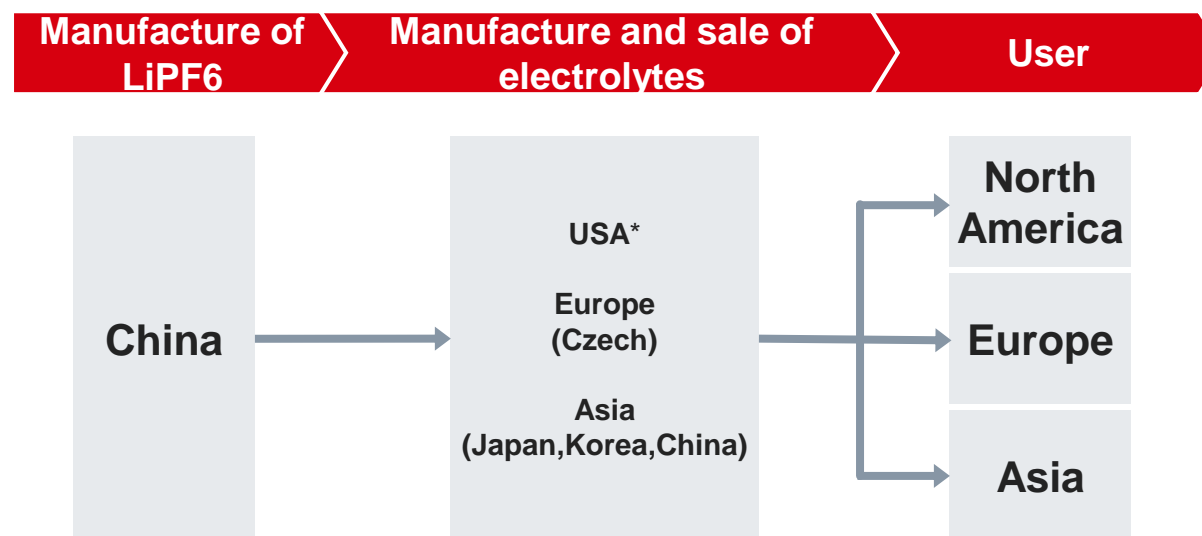 Manufacture of
LiPF6
Manufacture and sale of
electrolytes
User
China
USA*
Europe
(Czech)
Asia
(Japan,Korea,China)
North
America
Europe
Asia